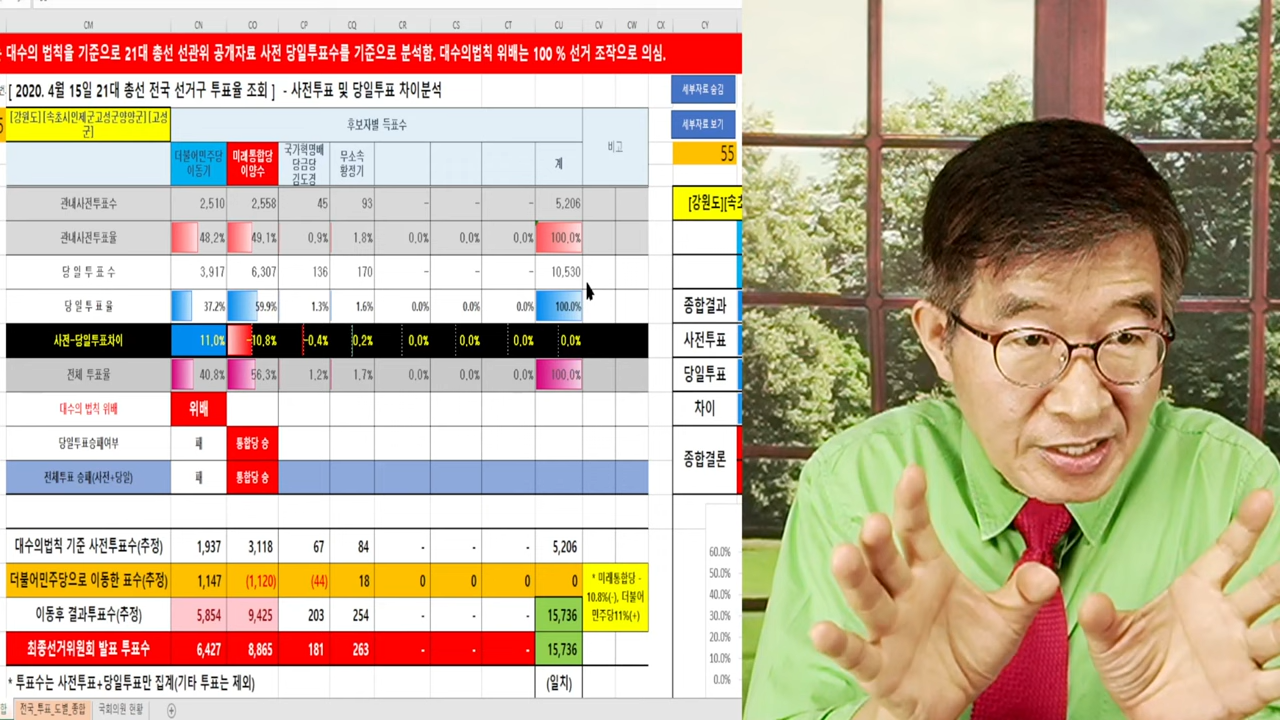 CM CN CO CP CQ CR CS CT CU CV CW CX CY
대수의 법칙을 기준으로 21대 총선 선관위 공개자료 사전 당일투표수를 기준으로 분석함. 대수의법칙 위배는 100 % 선거 조작으로 의심.
[ 2020. 4월 15일 21대 총선 전국 선거구 투표율 조회 ] - 사전투표 및 당일투표 차이분석
세부자료 숨김
5 [강원도][속초시인제군고성군양양군][고성군]
후보자별 득표수
비고
세부자료 보기
55
더불어민주당 이동기
미래통합당 이양수
국가혁명배당금당 김도경
무소속 황정기
계
관내사전투표수 2,510 2,558 45 93 - - - 5,206
[강원도][속초
관내사전투표율 48,2% 49,1% 0,9% 1,8% 0,0% 0,0% 0,0% 100,0%
당 일 투 표 수 3,917 6,307 136 170 - - - 10,530
당 일 투 표 율 37.2% 59.9% 1.3% 1.6% 0.0% 0.0% 0.0% 100.0%
종합결과
사전-당일투표차이 11,0% -10,8% -0,4% 0,2% 0,0% 0,0% 0,0% 0,0%
사전투표
전체 투표율 40,8% 56,3% 1,2% 1,7% 0,0% 0,0% 0,0% 100,0%
당일투표
대수의 법칙 위배 위배
차이
당일투표승패여부 패 통합당 승
종합결론
전체투표 승패(사전+당일) 패 통합당 승
대수의법칙 기준 사전투표수(추정) 1,937 3,118 67 84 - - - 5,206
더불어민주당으로 이동한 표수(추정) 1,147 (1,120) (44) 18 0 0 0 0
* 미래통합당 -10.8%(-), 더불어민주당11%(+)
이동후 결과투표수(추정) 5,854 9,425 203 254 - - - 15,736
최종선거위원회 발표 투표수 6,427 8,865 181 263 - - - 15,736
* 투표수는 사전투표+당일투표만 집계(기타 투표는 제외) (일치)
60.0%
50.0%
40.0%
30.0%
20.0%
10.0%
0.0%
합 전국_투표_도별_종합 국회의원 현황